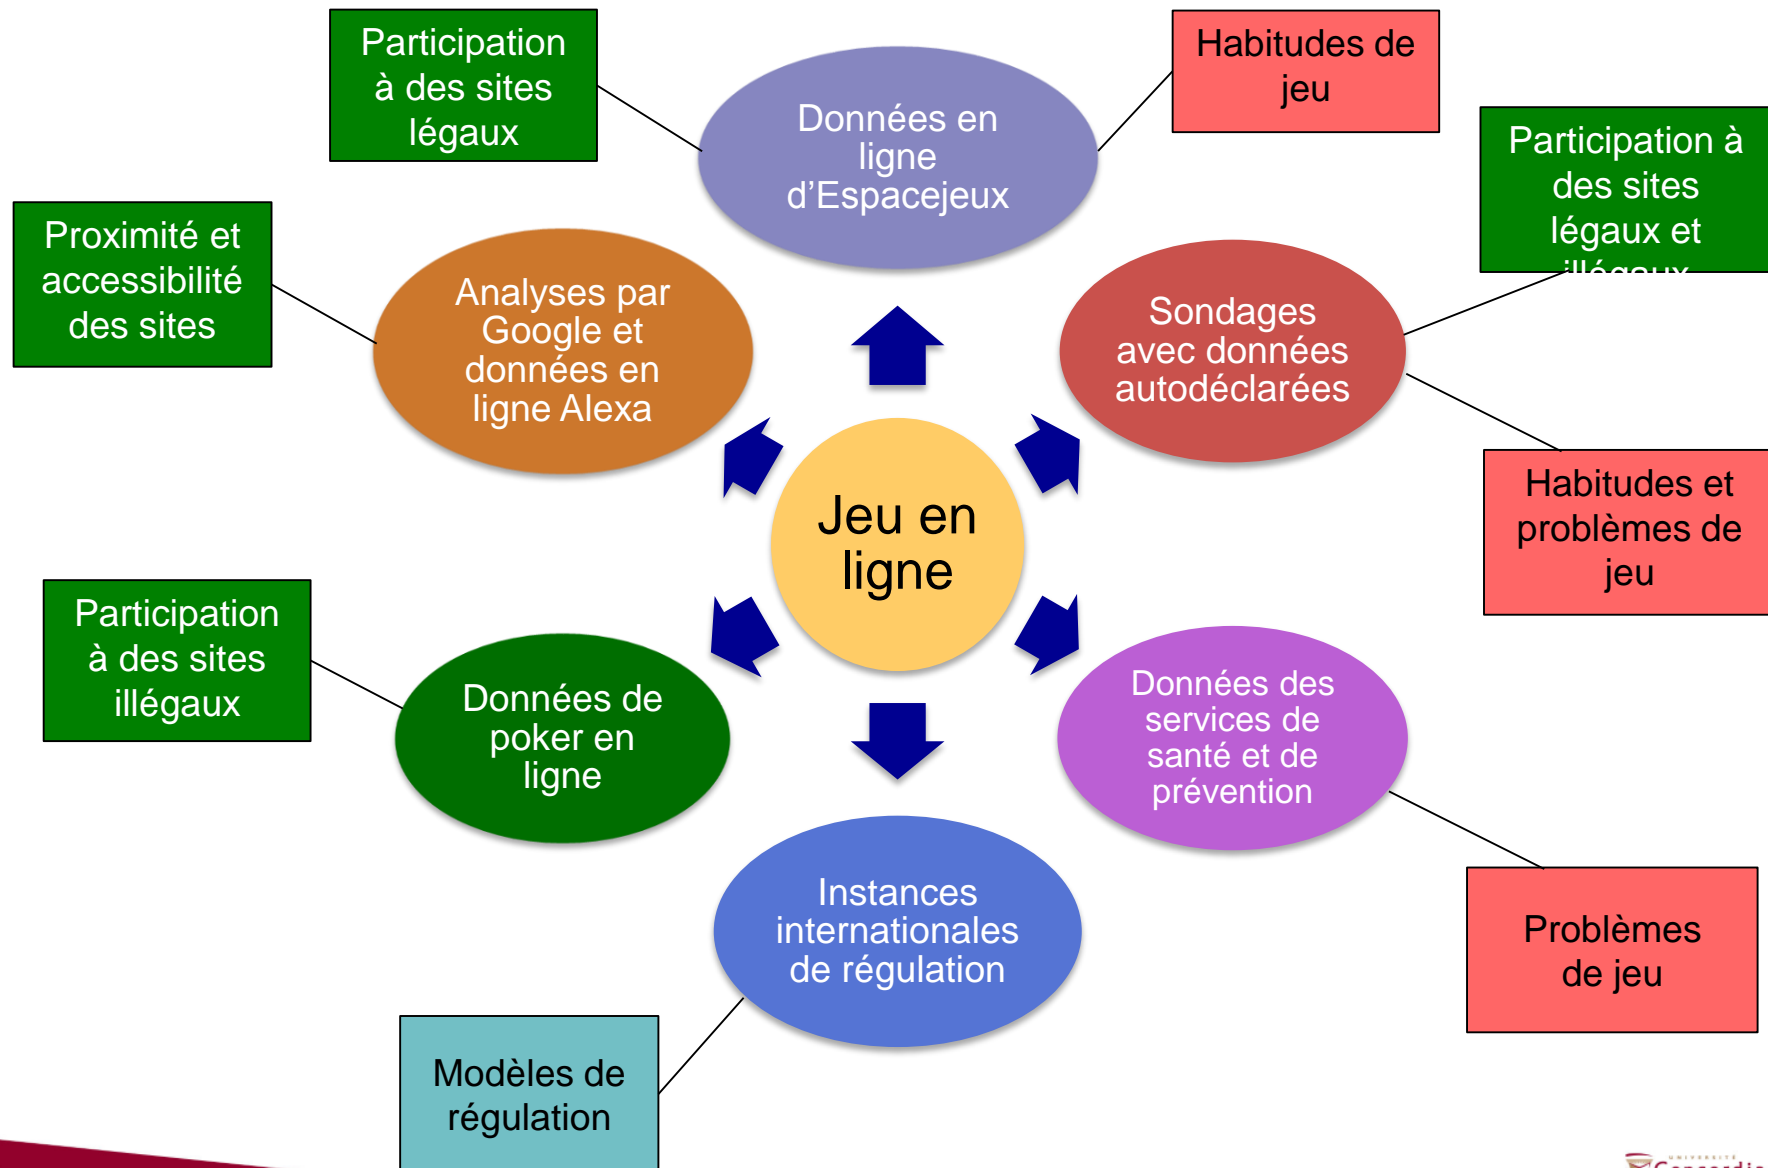 Participation
à des sites
légaux
Données en
ligne
d'Espacejeux
Habitudes de
jeu
Participation à
des sites
légaux et
illégaux
Proximité et
accessibilité
des sites
Analyses par
Google et
données en
ligne Alexa
Sondages
avec données
autodéclarées
Habitudes et
problèmes de
jeu
Jeu en
ligne
Participation
à des sites
illégaux
Données de
poker en
ligne
Données des
services de
santé et de
prévention
Instances
internationales
de régulation
Problèmes
de jeu
Modèles de
régulation
UNIVERSITÉ
Concordia